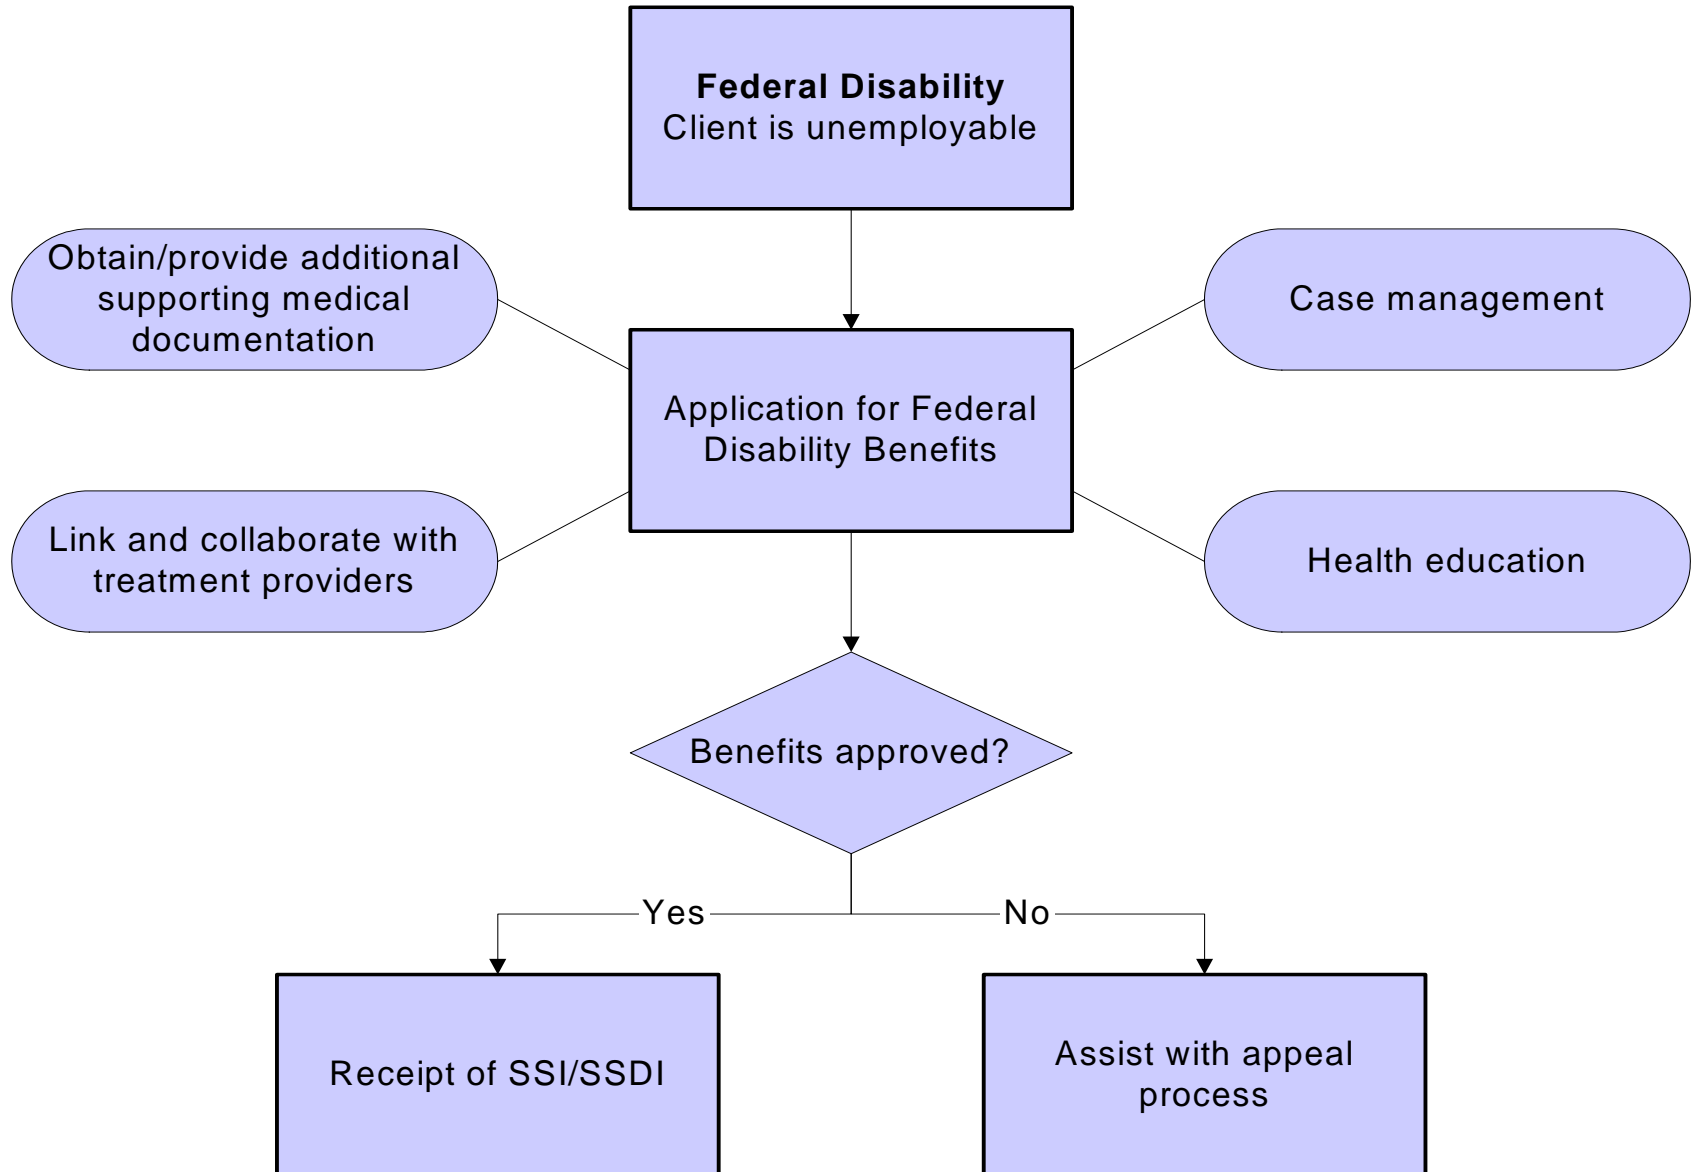 Federal Disability
Client is unemployable
Obtain/provide additional
supporting medical
documentation
Case management
Application for Federal
Disability Benefits
Link and collaborate with
treatment providers
Health education
Benefits approved?
Yes
No
Receipt of SSI/SSDI
Assist with appeal
process